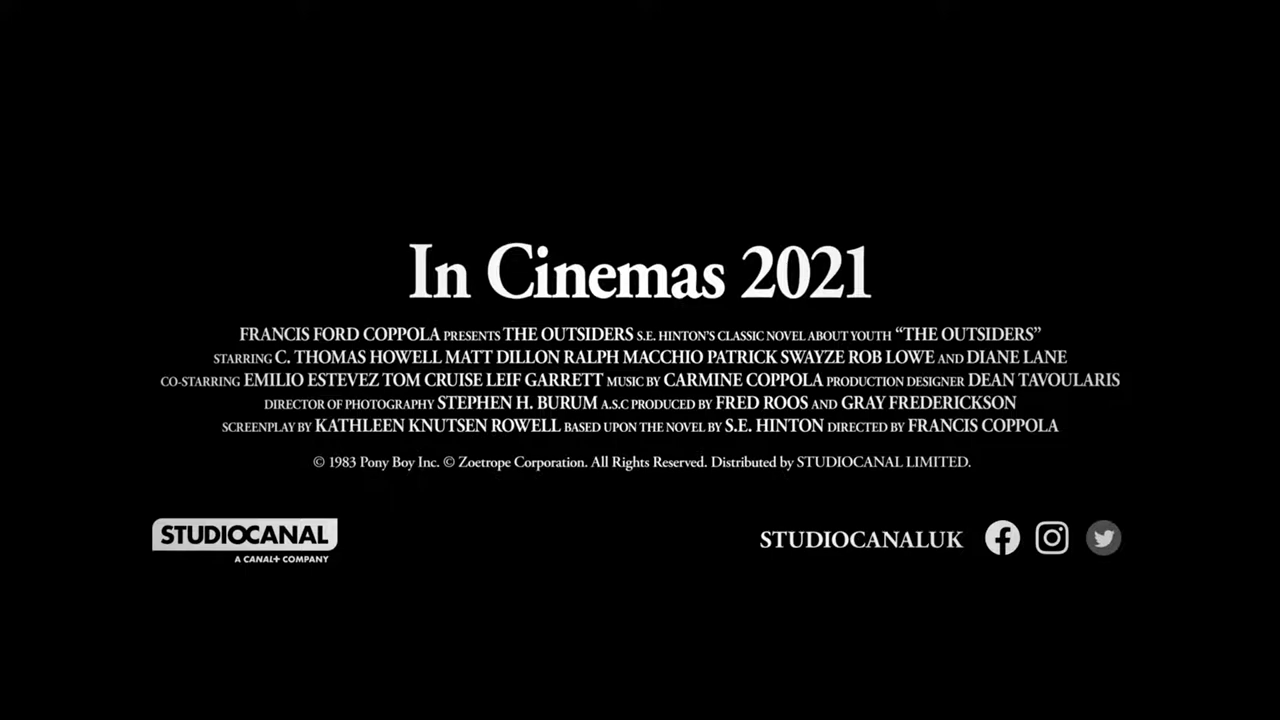 In Cinemas 2021
FRANCIS FORD COPPOLA PRESENTS THE OUTSIDERS S.E. HINTON'S CLASSIC NOVEL ABOUT YOUTH “THE OUTSIDERS”
STARRING C. THOMAS HOWELL MATT DILLON RALPH MACCHIO PATRICK SWAYZE ROB LOWE AND DIANE LANE
CO-STARRING EMILIO ESTEVEZ TOM CRUISE LEIF GARRETT MUSIC BY CARMINE COPPOLA PRODUCTION DESIGNER DEAN TAVOULARIS
DIRECTOR OF PHOTOGRAPHY STEPHEN H. BURUM A.S.C PRODUCED BY FRED ROOS AND GRAY FREDERICKSON
SCREENPLAY BY KATHLEEN KNUTSEN ROWELL BASED UPON THE NOVEL BY S.E. HINTON DIRECTED BY FRANCIS COPPOLA
© 1983 Pony Boy Inc. © Zoetrope Corporation. All Rights Reserved. Distributed by STUDIOCANAL LIMITED.
STUDIOCANAL
A CANAL+ COMPANY
STUDIOCANALUK